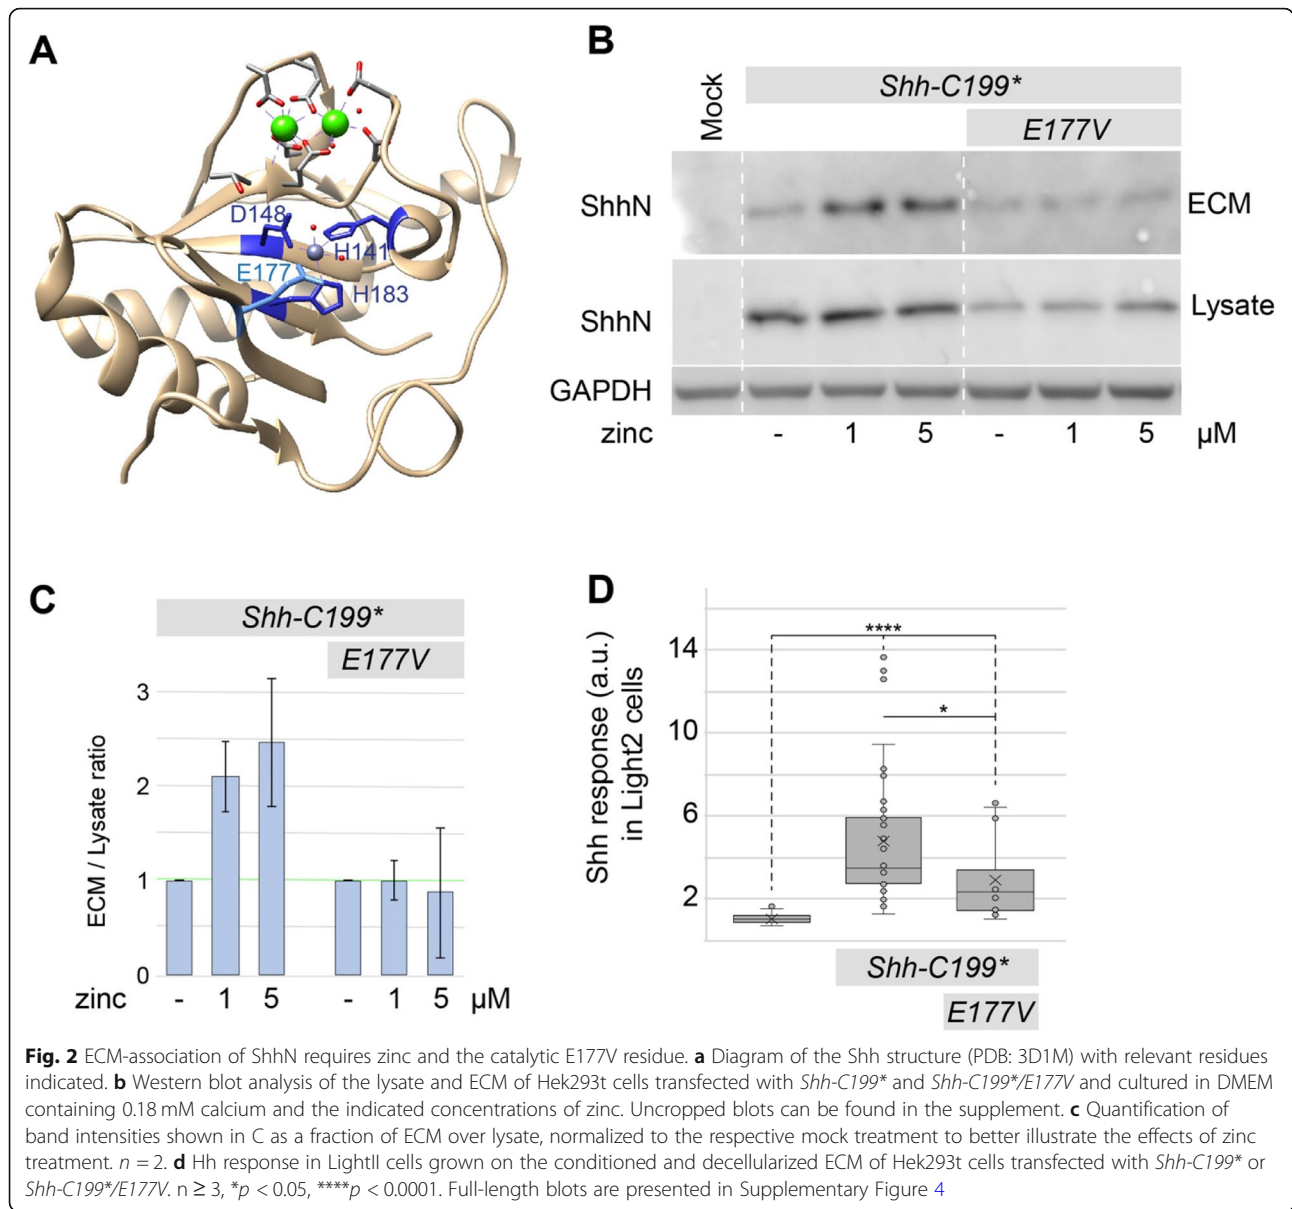 A
D148
H141
E177
H183
B
Mock
Shh-C199*
E177V
ShhN
ECM
ShhN
Lysate
GAPDH
zinc - 1 5 - 1 5 µM
C
Shh-C199*
E177V
ECM / Lysate ratio
3
2
1
0
zinc - 1 5 - 1 5 µM
D
Shh response (a.u.)
in Light2 cells
14
10
6
2
****
*
Shh-C199*
E177V
Fig. 2 ECM-association of ShhN requires zinc and the catalytic E177V residue. a Diagram of the Shh structure (PDB: 3D1M) with relevant residues
indicated. b Western blot analysis of the lysate and ECM of Hek293t cells transfected with Shh-C199* and Shh-C199*/E177V and cultured in DMEM
containing 0.18 mM calcium and the indicated concentrations of zinc. Uncropped blots can be found in the supplement. c Quantification of
band intensities shown in C as a fraction of ECM over lysate, normalized to the respective mock treatment to better illustrate the effects of zinc
treatment. n = 2. d Hh response in LightII cells grown on the conditioned and decellularized ECM of Hek293t cells transfected with Shh-C199* or
Shh-C199*/E177V. n ≥ 3, *p < 0.05, ****p < 0.0001. Full-length blots are presented in Supplementary Figure 4